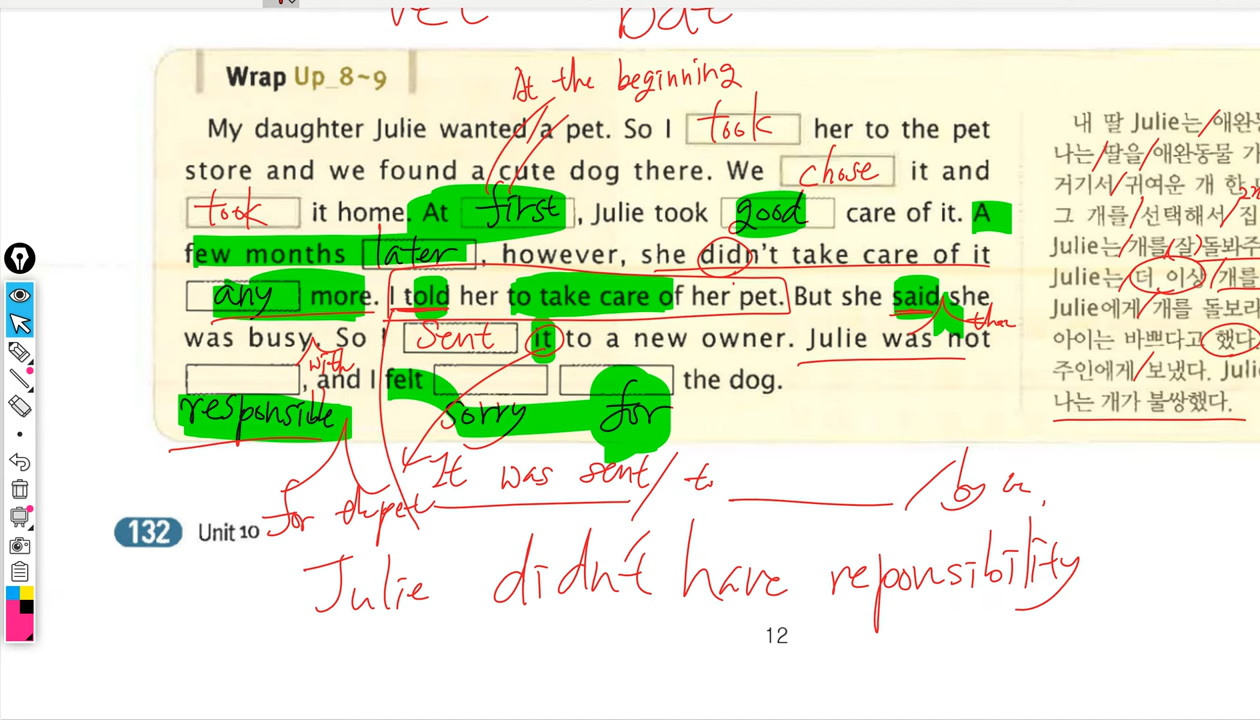 Wrap Up_8~9
At the beginning
My daughter Julie wanted a pet. So I took her to the pet
store and we found a cute dog there. We chose it and
took it home. At first, Julie took good care of it. A
few months later, however, she didn't take care of it
any more. I told her to take care of her pet. But she said she
that
was busy. So I sent it to a new owner. Julie was not
with
, and I felt the dog.
responsible sorry for
It was sent / to / by
for the pet
Julie didn't have reponsibility
132 Unit 10
12
내 딸 Julie는 애완동
나는 딸을 애완동물 가
거기서 귀여운 개 한
그 개를 선택해서 집
Julie는 개를 (잘) 돌봐주
Julie는 더 이상 개를
Julie에게 개를 돌보
아이는 바쁘다고 했다
주인에게 보냈다. Juli
나는 개가 불쌍했다.